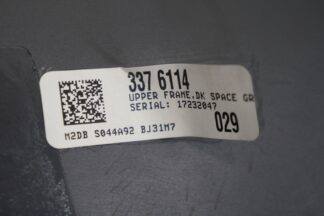 337 6114
UPPER FRAME,DK SPACE GR
SERIAL: 17232047
M2DB S044A92 BJ31M7
029